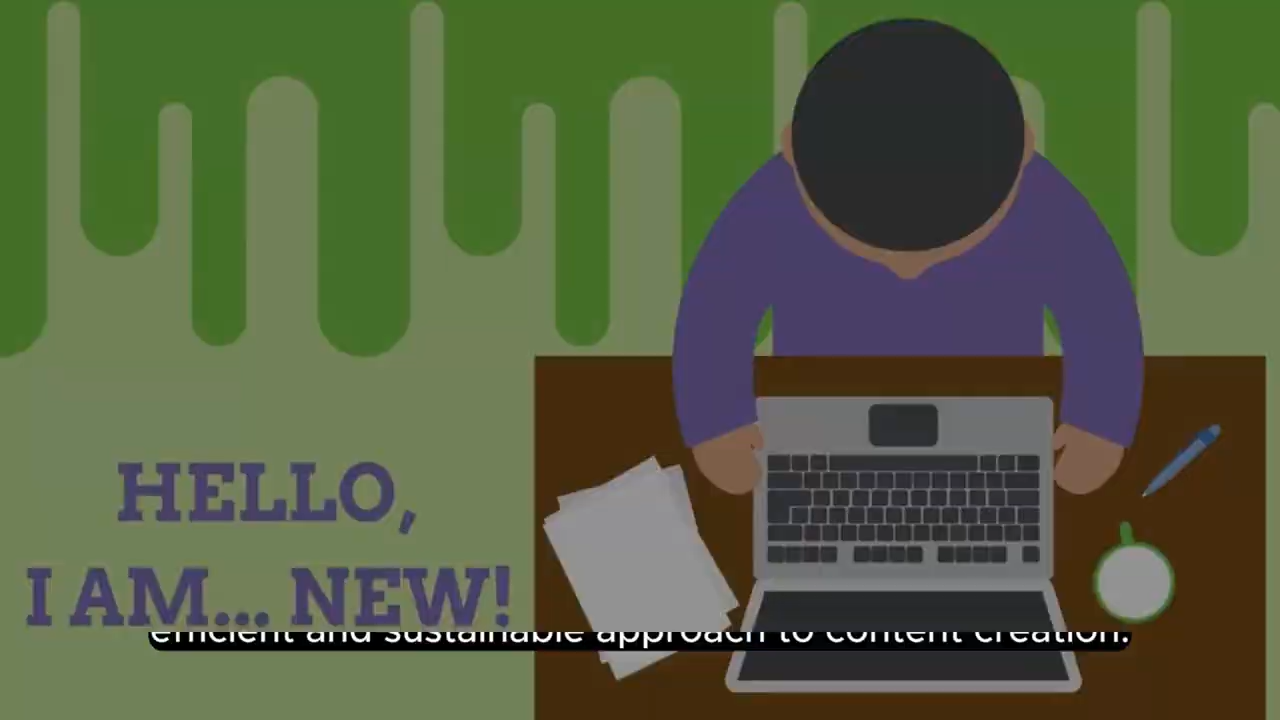 HELLO,
I AM... NEW!
efficient and sustainable approach to content creation.